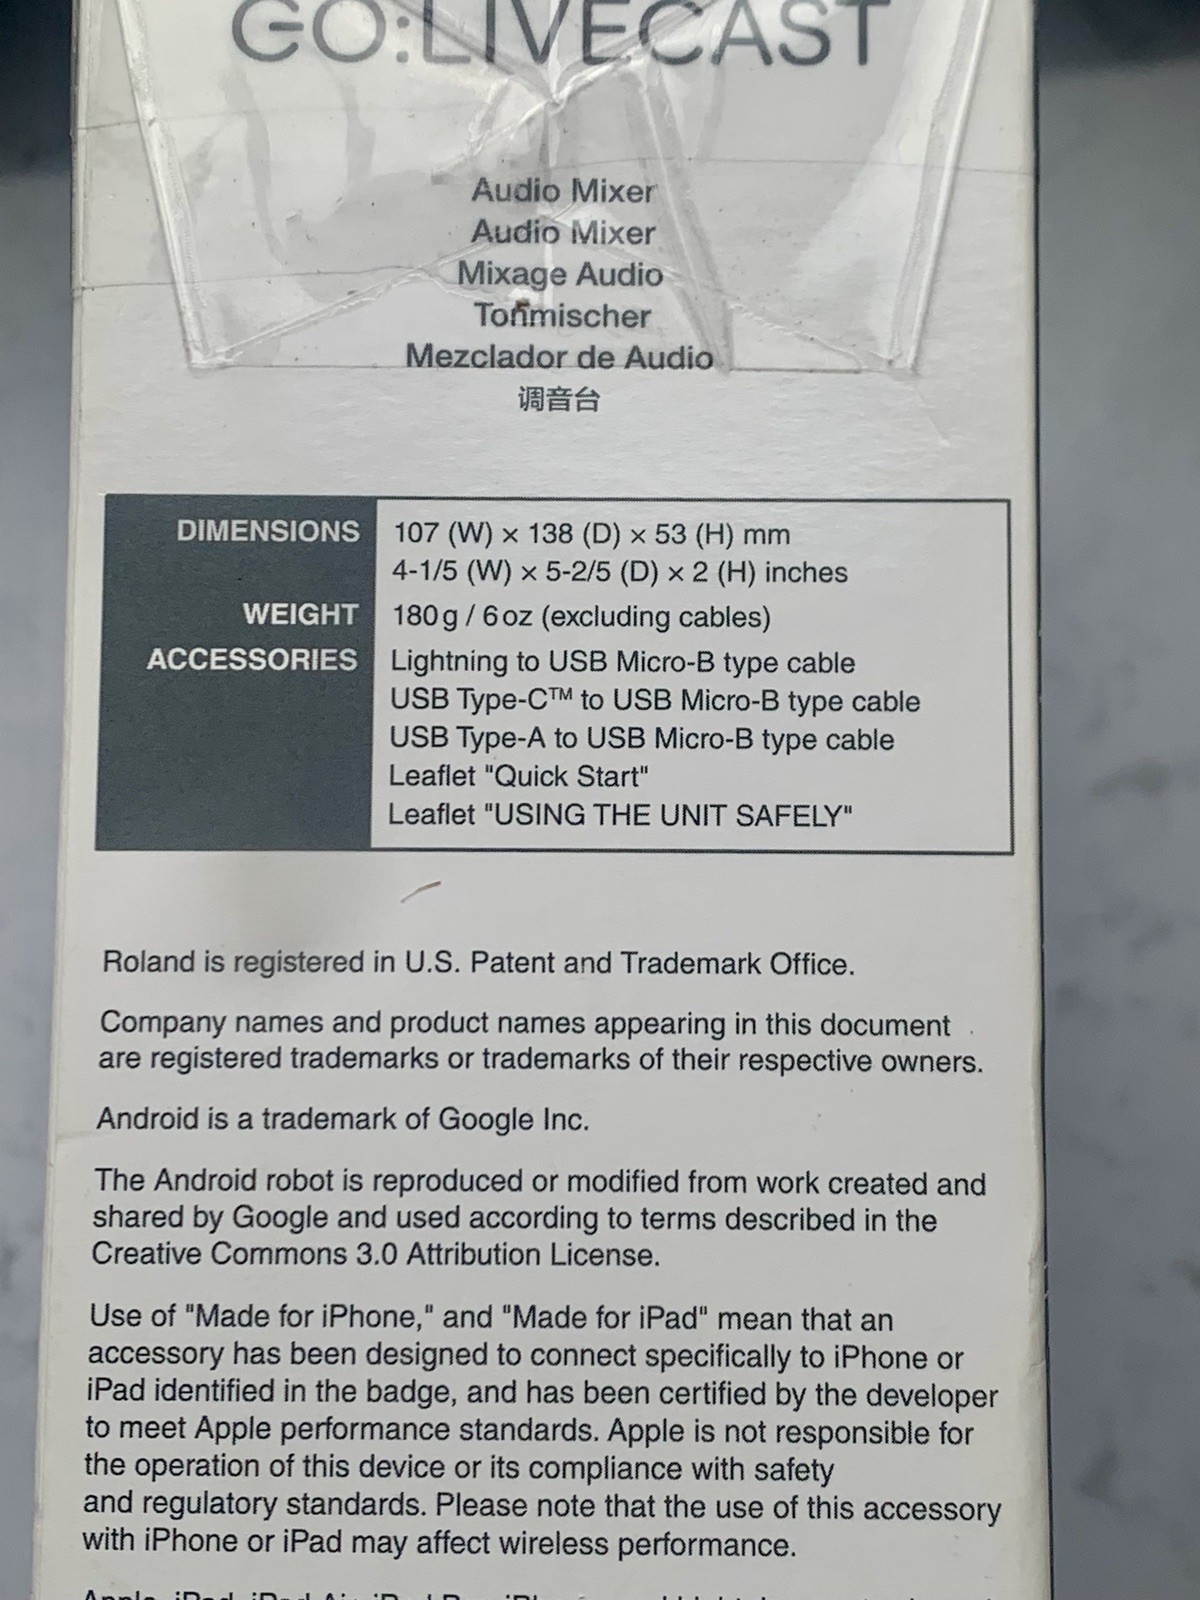 GO:LIVECAST
Audio Mixer
Audio Mixer
Mixage Audio
Tonmischer
Mezclador de Audio
调音台
DIMENSIONS 107 (W) × 138 (D) × 53 (H) mm
4-1/5 (W) × 5-2/5 (D) × 2 (H) inches
WEIGHT 180 g / 6 oz (excluding cables)
ACCESSORIES Lightning to USB Micro-B type cable
USB Type-C™ to USB Micro-B type cable
USB Type-A to USB Micro-B type cable
Leaflet "Quick Start"
Leaflet "USING THE UNIT SAFELY"
Roland is registered in U.S. Patent and Trademark Office.
Company names and product names appearing in this document
are registered trademarks or trademarks of their respective owners.
Android is a trademark of Google Inc.
The Android robot is reproduced or modified from work created and
shared by Google and used according to terms described in the
Creative Commons 3.0 Attribution License.
Use of "Made for iPhone," and "Made for iPad" mean that an
accessory has been designed to connect specifically to iPhone or
iPad identified in the badge, and has been certified by the developer
to meet Apple performance standards. Apple is not responsible for
the operation of this device or its compliance with safety
and regulatory standards. Please note that the use of this accessory
with iPhone or iPad may affect wireless performance.